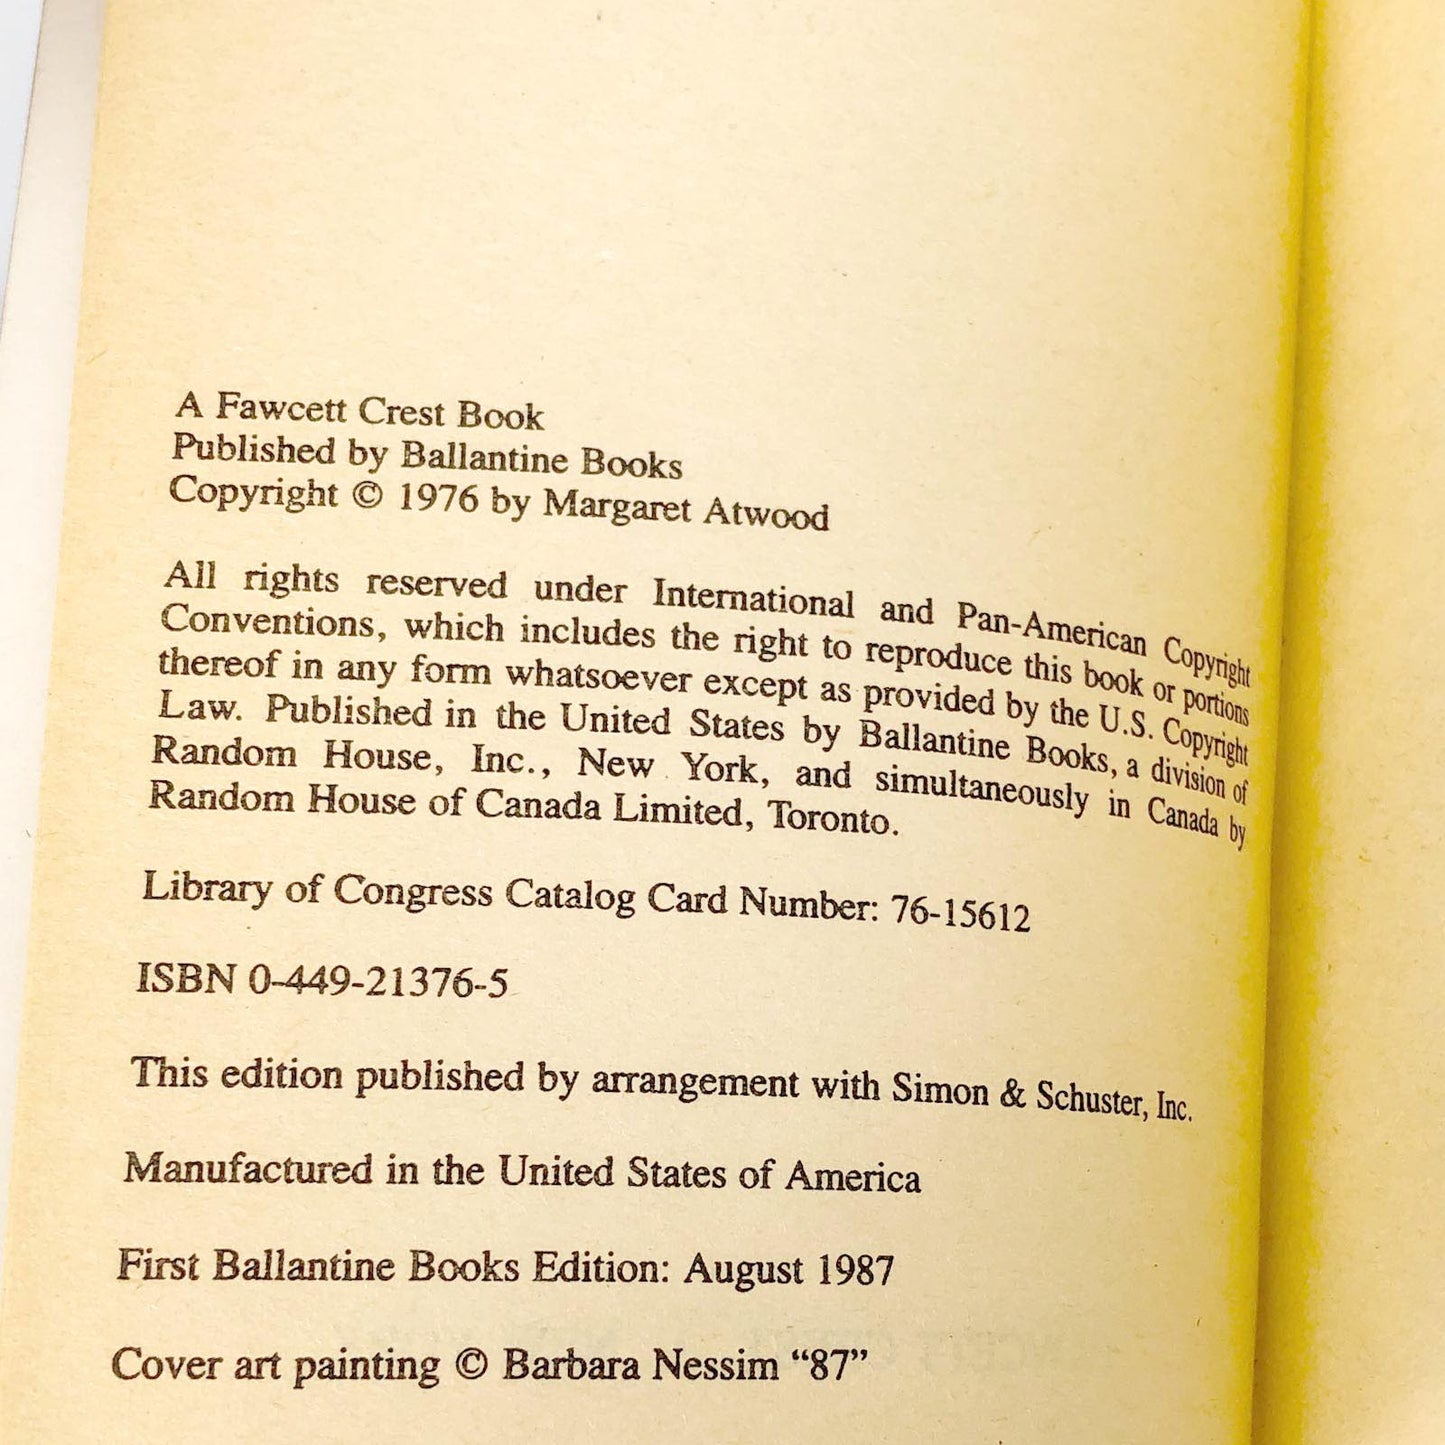 A Fawcett Crest Book
Published by Ballantine Books
Copyright © 1976 by Margaret Atwood
All rights reserved under International and Pan-American Copyright
Conventions, which includes the right to reproduce this book or portions
thereof in any form whatsoever except as provided by the U.S. Copyright
Law. Published in the United States by Ballantine Books, a division of
Random House, Inc., New York, and simultaneously in Canada by
Random House of Canada Limited, Toronto.
Library of Congress Catalog Card Number: 76-15612
ISBN 0-449-21376-5
This edition published by arrangement with Simon & Schuster, Inc.
Manufactured in the United States of America
First Ballantine Books Edition: August 1987
Cover art painting © Barbara Nessim “87”